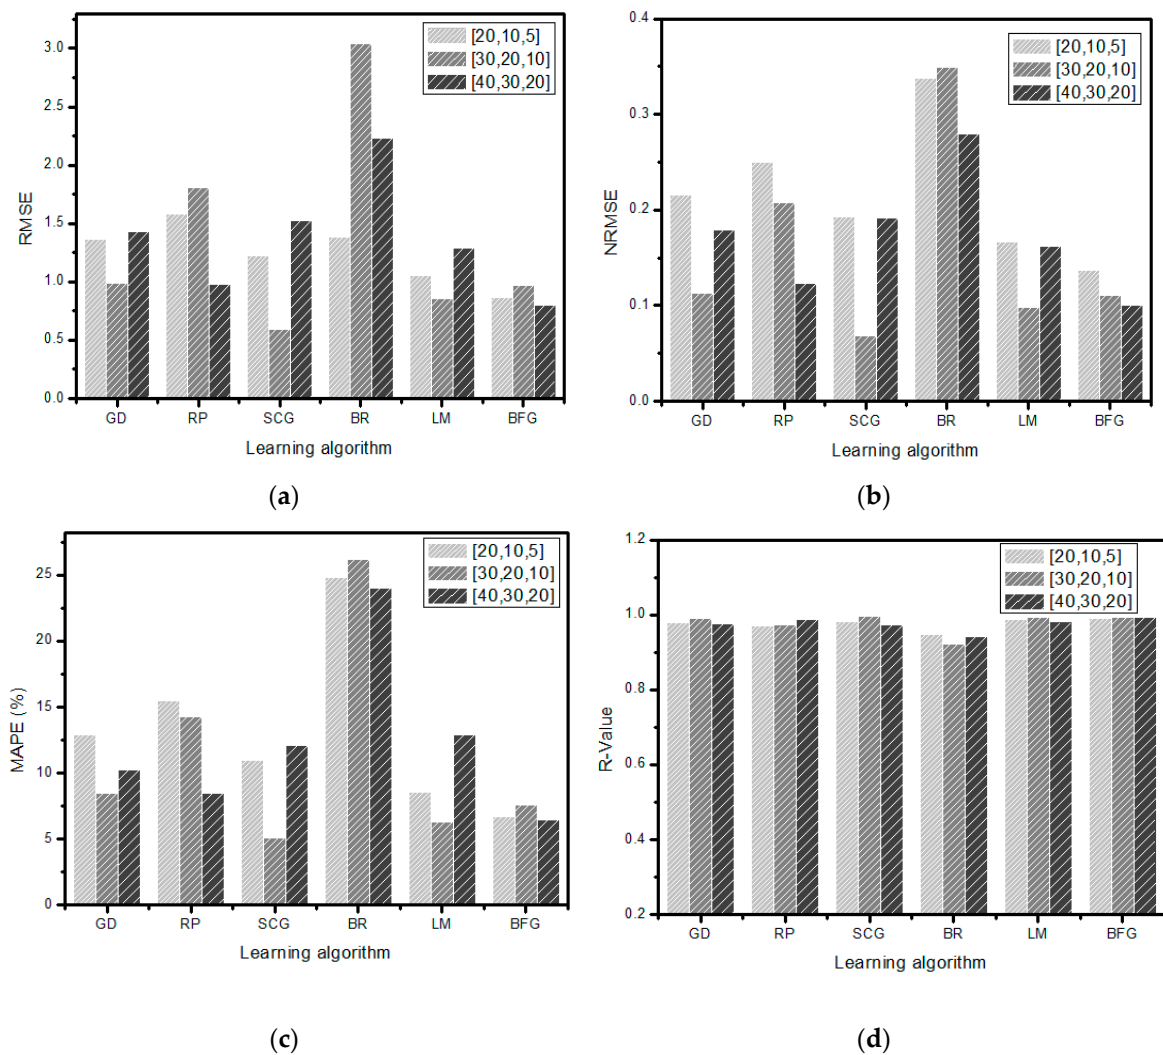 [20,10,5]
[30,20,10]
[40,30,20]
3.0
2.5
2.0
1.5
1.0
0.5
0.0
RMSE
GD RP SCG BR LM BFG
Learning algorithm
(a)
[20,10,5]
[30,20,10]
[40,30,20]
0.4
0.3
0.2
0.1
0.0
NRMSE
GD RP SCG BR LM BFG
Learning algorithm
(b)
[20,10,5]
[30,20,10]
[40,30,20]
25
20
15
10
5
0
MAPE (%)
GD RP SCG BR LM BFG
Learning algorithm
(c)
[20,10,5]
[30,20,10]
[40,30,20]
1.2
1.0
0.8
0.6
0.4
0.2
R-Value
GD RP SCG BR LM BFG
Learning algorithm
(d)